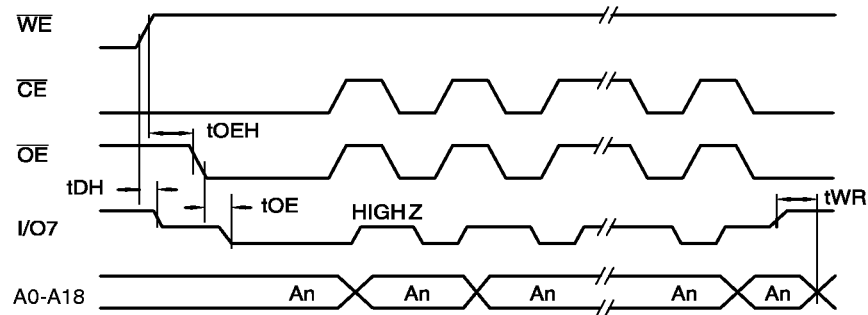 WE
CE
tOEH
OE
tDH
tOE
tWR
HIGH Z
I/O7
A0-A18 An An An An An